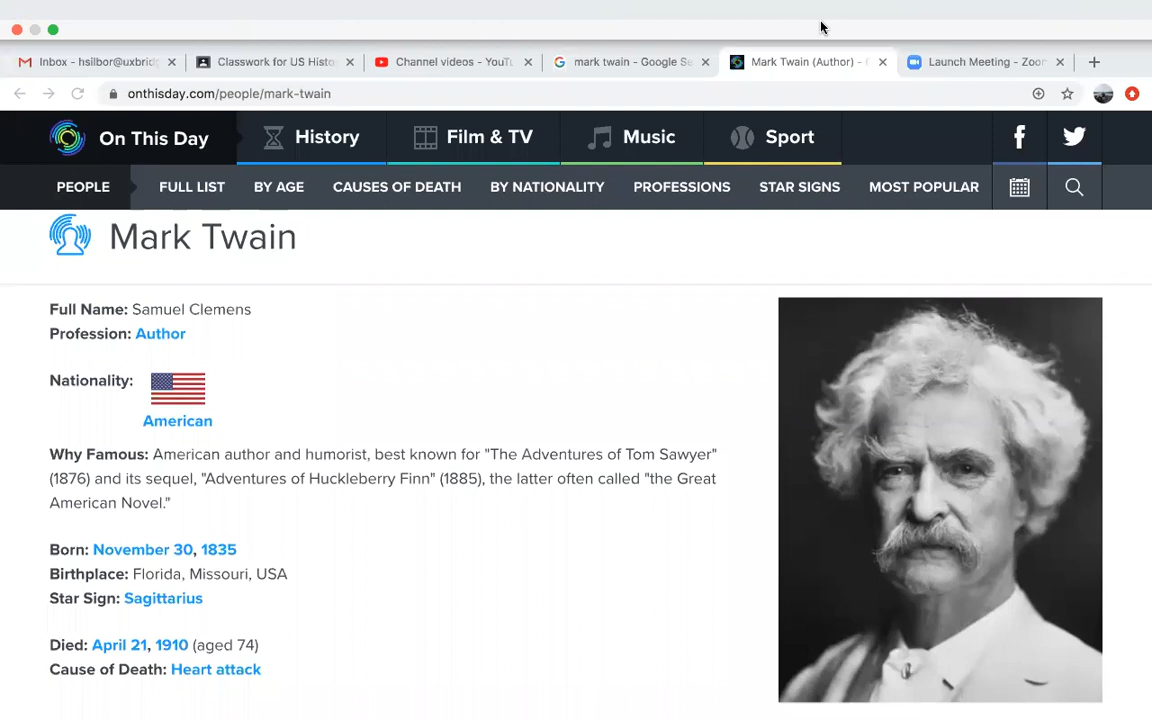 Inbox - hsilbor@uxbridg
Classwork for US Histo
Channel videos - YouTu
mark twain - Google Se
Mark Twain (Author) -
Launch Meeting - Zoom
onthisday.com/people/mark-twain
On This Day
History
Film & TV
Music
Sport
PEOPLE
FULL LIST
BY AGE
CAUSES OF DEATH
BY NATIONALITY
PROFESSIONS
STAR SIGNS
MOST POPULAR
Mark Twain
Full Name: Samuel Clemens
Profession: Author
Nationality:
American
Why Famous: American author and humorist, best known for "The Adventures of Tom Sawyer"
(1876) and its sequel, "Adventures of Huckleberry Finn" (1885), the latter often called "the Great
American Novel."
Born: November 30, 1835
Birthplace: Florida, Missouri, USA
Star Sign: Sagittarius
Died: April 21, 1910 (aged 74)
Cause of Death: Heart attack